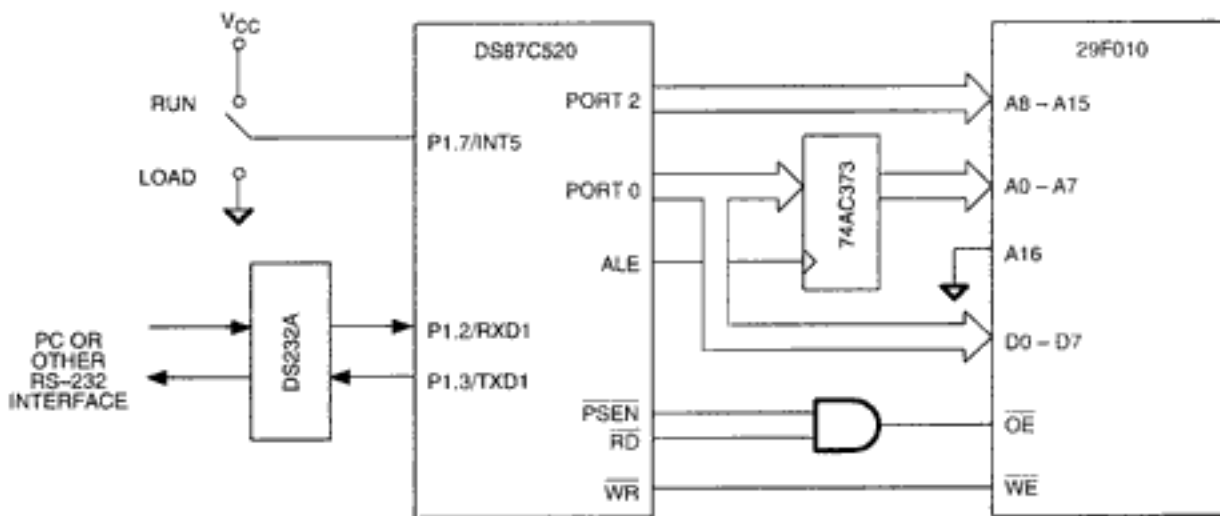 VCC
RUN
LOAD
PC OR
OTHER
RS-232
INTERFACE
DS232A
DS87C520
P1.7/INT5
P1.2/RXD1
P1.3/TXD1
PORT 2
PORT 0
ALE
PSEN
RD
WR
74AC373
29F010
A8 - A15
A0 - A7
A16
D0 - D7
OE
WE